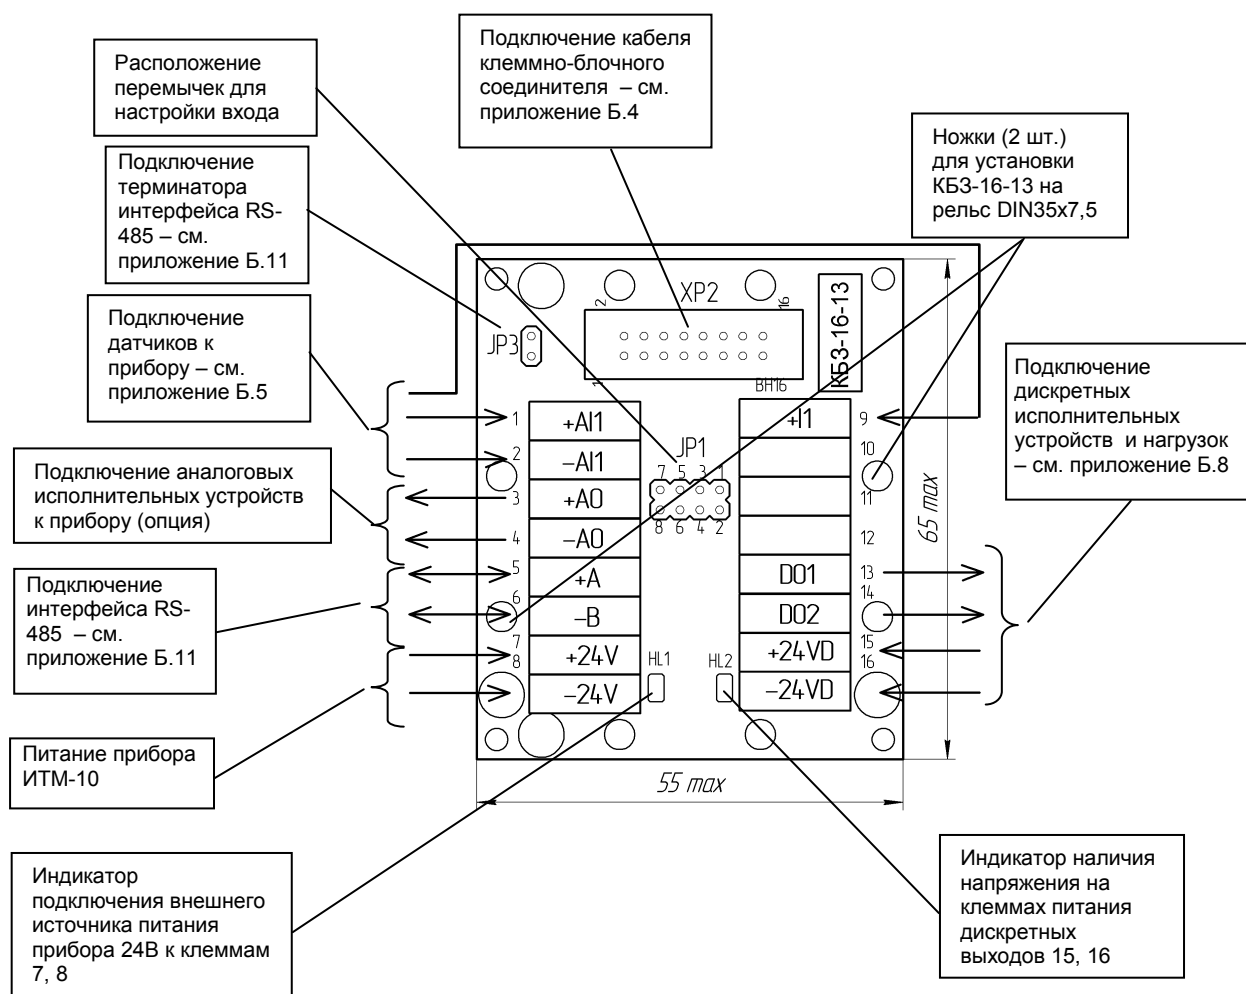 Расположение
перемычек для
настройки входа
Подключение кабеля
клеммно-блочного
соединителя – см.
приложение Б.4
Ножки (2 шт.)
для установки
КБЗ-16-13 на
рельс DIN35x7,5
Подключение
терминатора
интерфейса RS-
485 – см.
приложение Б.11
Подключение
датчиков к
прибору – см.
приложение Б.5
Подключение аналоговых
исполнительных устройств
к прибору (опция)
Подключение
интерфейса RS-
485 – см.
приложение Б.11
Питание прибора
ИТМ-10
Индикатор
подключения внешнего
источника питания
прибора 24В к клеммам
7, 8
Подключение
дискретных
исполнительных
устройств и нагрузок
– см. приложение Б.8
Индикатор наличия
напряжения на
клеммах питания
дискретных
выходов 15, 16
XP2
2
16
1
BH16
КБЗ-16-13
JP3
JP1
7 5 3 1
8 6 4 2
1 +AI1
2 –AI1
3 +AO
4 –AO
5 +A
6 –B
7 +24V
8 –24V
+I1 9
10
11
12
DO1 13
DO2 14
+24VD 15
–24VD 16
HL1
HL2
65 max
55 max